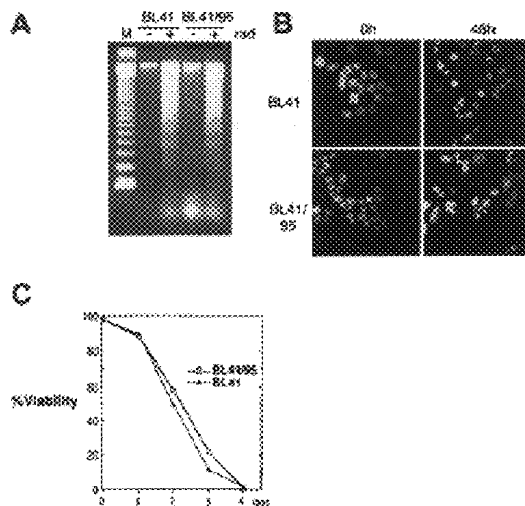 A
BL41 BL41/95
M - + - + rad
B
0h 48h
BL41
BL41/
95
C
100
80
60
40
20
0
%Viability
BL41/95
BL41
0 1 2 3 4